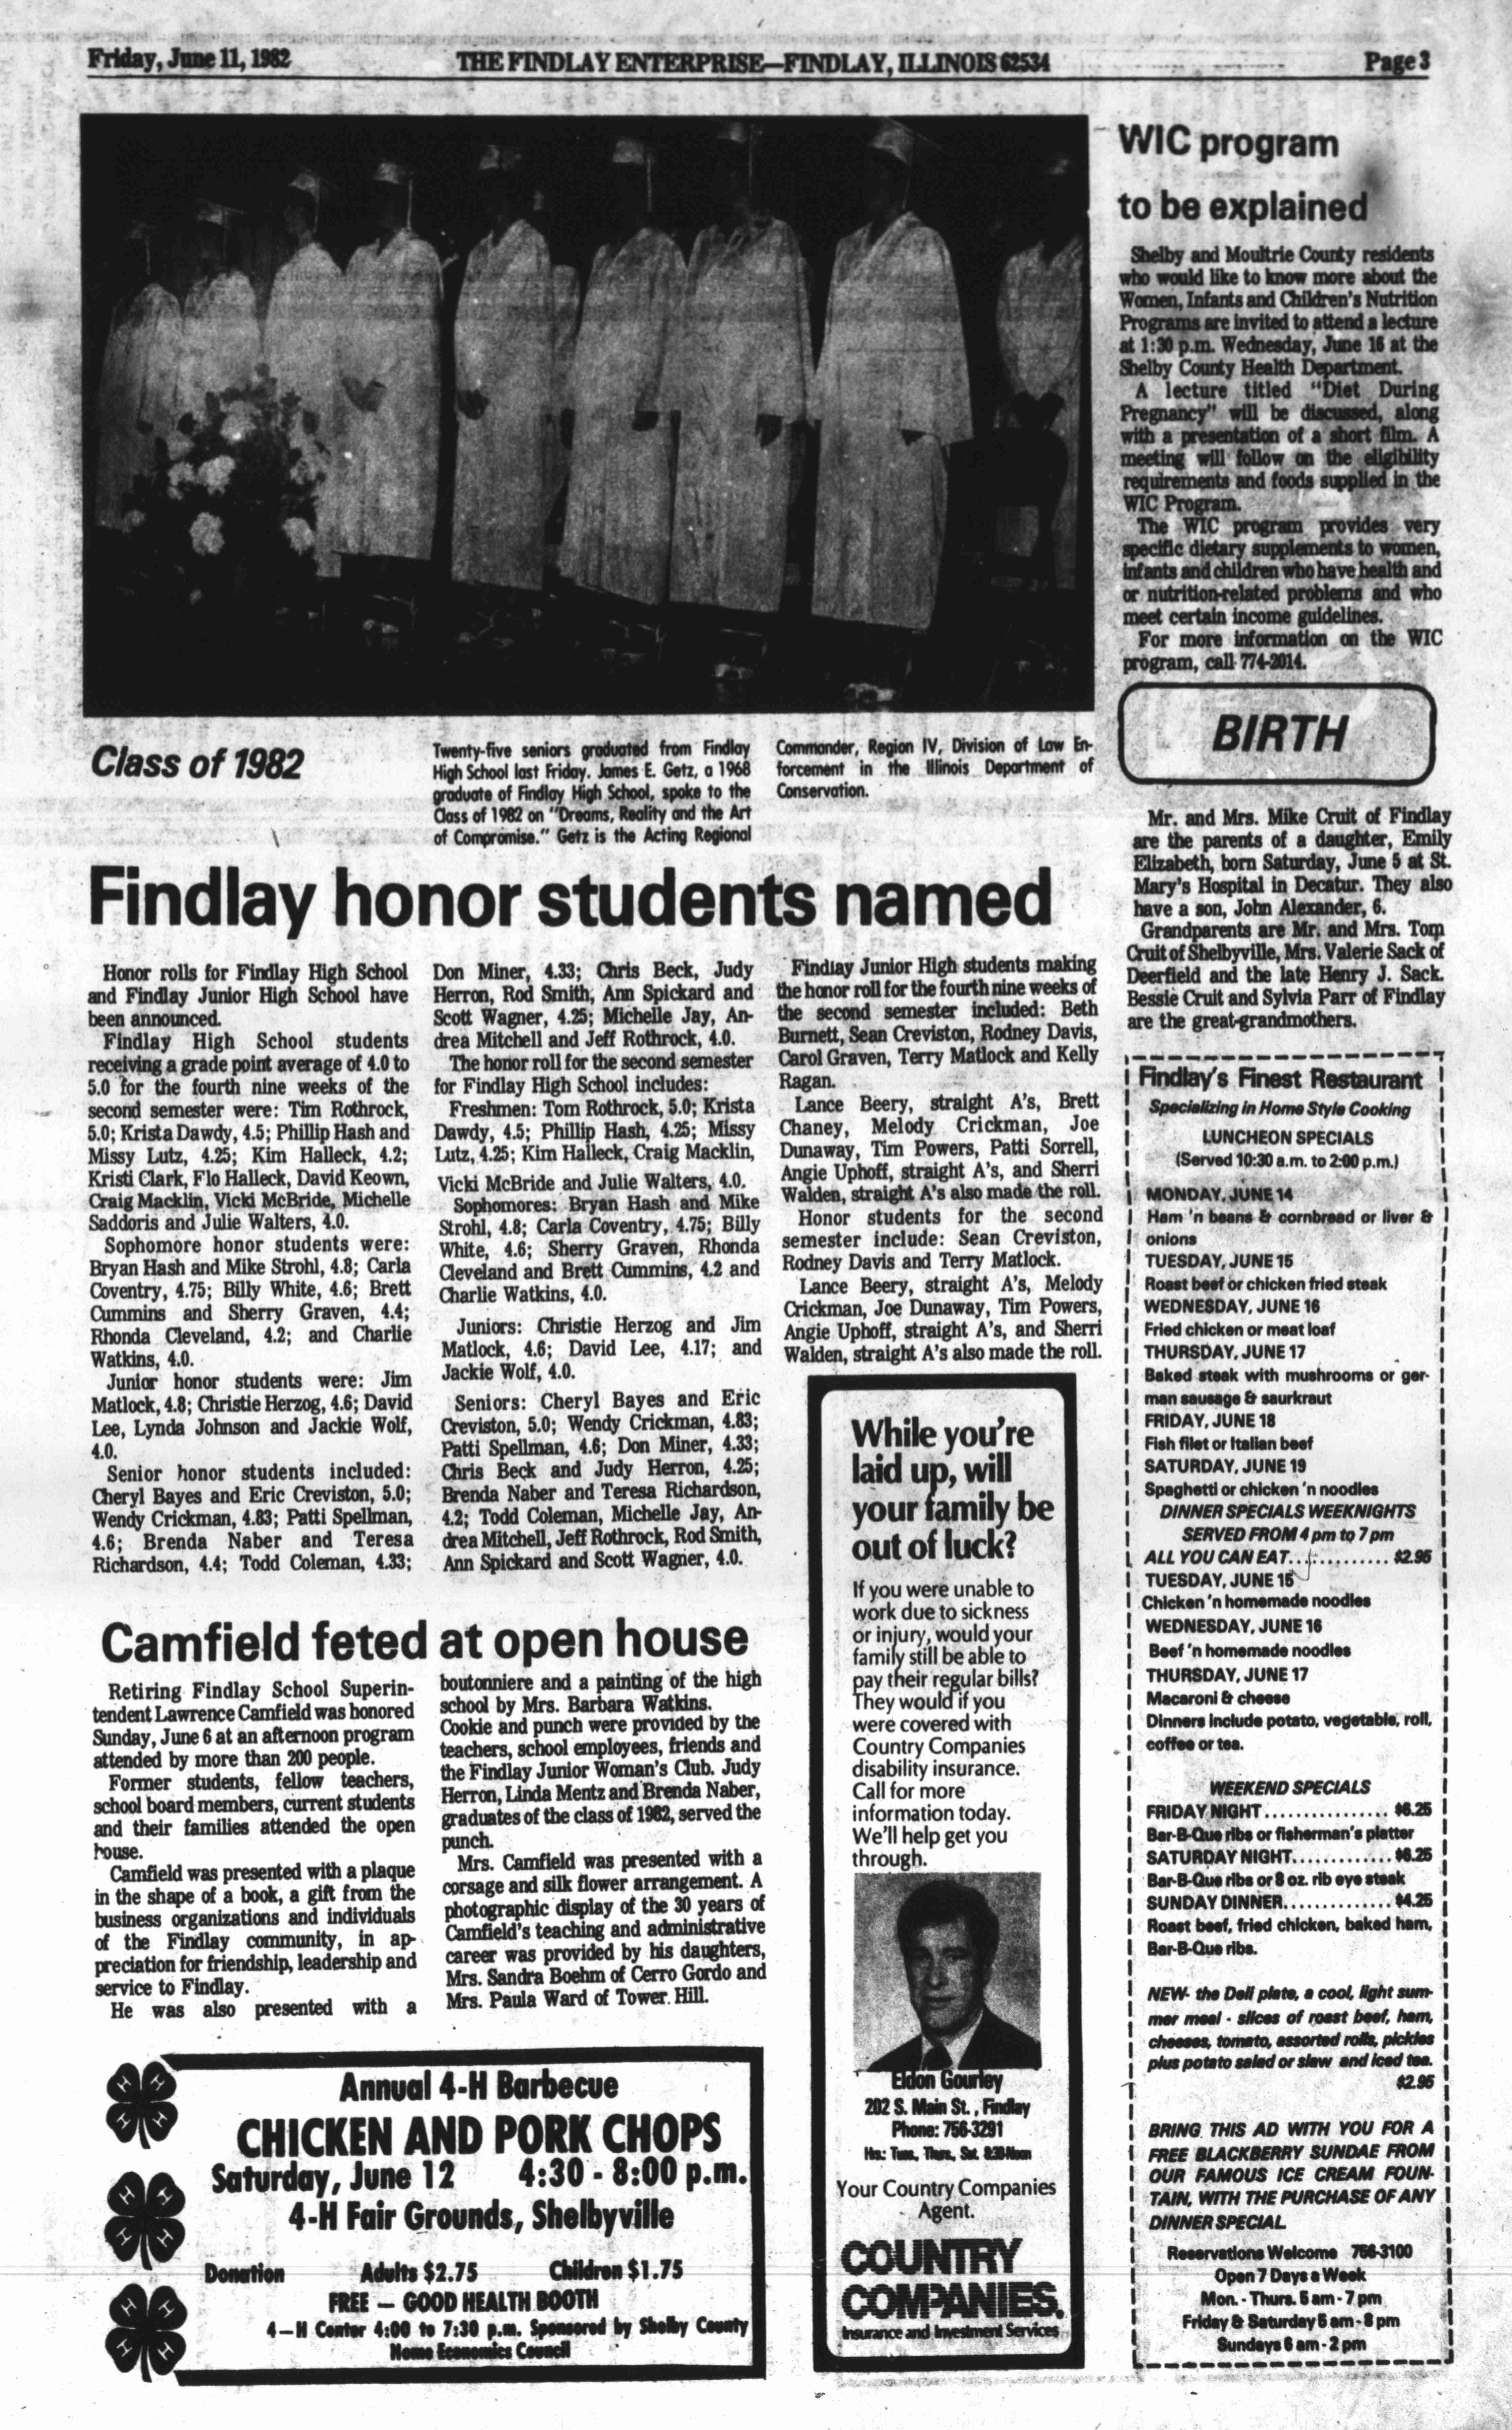 Friday, June 11, 1982
THE FINDLAY ENTERPRISE—FINDLAY, ILLINOIS 62534
Page 3
Class of 1982
Twenty-five seniors graduated from Findlay
High School last Friday. James E. Getz, a 1968
graduate of Findlay High School, spoke to the
Class of 1982 on "Dreams, Reality and the Art
of Compromise." Getz is the Acting Regional
Commander, Region IV, Division of Law En-
forcement in the Illinois Department of
Conservation.
Findlay honor students named
Honor rolls for Findlay High School
and Findlay Junior High School have
been announced.
Findlay High School students
receiving a grade point average of 4.0 to
5.0 for the fourth nine weeks of the
second semester were: Tim Rothrock,
5.0; Krista Dawdy, 4.5; Phillip Hash and
Missy Lutz, 4.25; Kim Halleck, 4.2;
Kristi Clark, Flo Halleck, David Keown,
Craig Macklin, Vicki McBride, Michelle
Saddoris and Julie Walters, 4.0.
Sophomore honor students were:
Bryan Hash and Mike Strohl, 4.8; Carla
Coventry, 4.75; Billy White, 4.6; Brett
Cummins and Sherry Graven, 4.4;
Rhonda Cleveland, 4.2; and Charlie
Watkins, 4.0.
Junior honor students were: Jim
Matlock, 4.8; Christie Herzog, 4.6; David
Lee, Lynda Johnson and Jackie Wolf,
4.0.
Senior honor students included:
Cheryl Bayes and Eric Creviston, 5.0;
Wendy Crickman, 4.83; Patti Spellman,
4.6; Brenda Naber and Teresa
Richardson, 4.4; Todd Coleman, 4.33;
Don Miner, 4.33; Chris Beck, Judy
Herron, Rod Smith, Ann Spickard and
Scott Wagner, 4.25; Michelle Jay, An-
drea Mitchell and Jeff Rothrock, 4.0.
The honor roll for the second semester
for Findlay High School includes:
Freshmen: Tom Rothrock, 5.0; Krista
Dawdy, 4.5; Phillip Hash, 4.25; Missy
Lutz, 4.25; Kim Halleck, Craig Macklin,
Vicki McBride and Julie Walters, 4.0.
Sophomores: Bryan Hash and Mike
Strohl, 4.8; Carla Coventry, 4.75; Billy
White, 4.6; Sherry Graven, Rhonda
Cleveland and Brett Cummins, 4.2 and
Charlie Watkins, 4.0.
Juniors: Christie Herzog and Jim
Matlock, 4.6; David Lee, 4.17; and
Jackie Wolf, 4.0.
Seniors: Cheryl Bayes and Eric
Creviston, 5.0; Wendy Crickman, 4.83;
Patti Spellman, 4.6; Don Miner, 4.33;
Chris Beck and Judy Herron, 4.25;
Brenda Naber and Teresa Richardson,
4.2; Todd Coleman, Michelle Jay, An-
drea Mitchell, Jeff Rothrock, Rod Smith,
Ann Spickard and Scott Wagner, 4.0.
Findlay Junior High students making
the honor roll for the fourth nine weeks of
the second semester included: Beth
Burnett, Sean Creviston, Rodney Davis,
Carol Graven, Terry Matlock and Kelly
Ragan.
Lance Beery, straight A's, Brett
Chaney, Melody Crickman, Joe
Dunaway, Tim Powers, Patti Sorrell,
Angie Uphoff, straight A's, and Sherri
Walden, straight A's also made the roll.
Honor students for the second
semester include: Sean Creviston,
Rodney Davis and Terry Matlock.
Lance Beery, straight A's, Melody
Crickman, Joe Dunaway, Tim Powers,
Angie Uphoff, straight A's, and Sherri
Walden, straight A's also made the roll.
Camfield feted at open house
Retiring Findlay School Superin-
tendent Lawrence Camfield was honored
Sunday, June 6 at an afternoon program
attended by more than 200 people.
Former students, fellow teachers,
school board members, current students
and their families attended the open
house.
Camfield was presented with a plaque
in the shape of a book, a gift from the
business organizations and individuals
of the Findlay community, in ap-
preciation for friendship, leadership and
service to Findlay.
He was also presented with a
boutonniere and a painting of the high
school by Mrs. Barbara Watkins.
Cookie and punch were provided by the
teachers, school employees, friends and
the Findlay Junior Woman's Club. Judy
Herron, Linda Mentz and Brenda Naber,
graduates of the class of 1982, served the
punch.
Mrs. Camfield was presented with a
corsage and silk flower arrangement. A
photographic display of the 30 years of
Camfield's teaching and administrative
career was provided by his daughters,
Mrs. Sandra Boehm of Cerro Gordo and
Mrs. Paula Ward of Tower Hill.
H H H H
H H H H
H H H H
Annual 4-H Barbecue
CHICKEN AND PORK CHOPS
Saturday, June 12 4:30 - 8:00 p.m.
4-H Fair Grounds, Shelbyville
Donation Adults $2.75 Children $1.75
FREE — GOOD HEALTH BOOTH
4-H Center 4:00 to 7:30 p.m. Sponsored by Shelby County
Home Economics Council
While you're
laid up, will
your family be
out of luck?
If you were unable to
work due to sickness
or injury, would your
family still be able to
pay their regular bills?
They would if you
were covered with
Country Companies
disability insurance.
Call for more
information today.
We'll help get you
through.
Eldon Gourley
202 S. Main St., Findlay
Phone: 756-3291
Hrs.: Tues., Thurs., Sat. 8:30-Noon
Your Country Companies
Agent.
COUNTRY
COMPANIES.
Insurance and Investment Services
WIC program
to be explained
Shelby and Moultrie County residents
who would like to know more about the
Women, Infants and Children's Nutrition
Programs are invited to attend a lecture
at 1:30 p.m. Wednesday, June 16 at the
Shelby County Health Department.
A lecture titled "Diet During
Pregnancy" will be discussed, along
with a presentation of a short film. A
meeting will follow on the eligibility
requirements and foods supplied in the
WIC Program.
The WIC program provides very
specific dietary supplements to women,
infants and children who have health and
or nutrition-related problems and who
meet certain income guidelines.
For more information on the WIC
program, call 774-2014.
BIRTH
Mr. and Mrs. Mike Cruit of Findlay
are the parents of a daughter, Emily
Elizabeth, born Saturday, June 5 at St.
Mary's Hospital in Decatur. They also
have a son, John Alexander, 6.
Grandparents are Mr. and Mrs. Tom
Cruit of Shelbyville, Mrs. Valerie Sack of
Deerfield and the late Henry J. Sack.
Bessie Cruit and Sylvia Parr of Findlay
are the great-grandmothers.
Findlay's Finest Restaurant
Specializing in Home Style Cooking
LUNCHEON SPECIALS
(Served 10:30 a.m. to 2:00 p.m.)
MONDAY, JUNE 14
Ham 'n beans & cornbread or liver &
onions
TUESDAY, JUNE 15
Roast beef or chicken fried steak
WEDNESDAY, JUNE 16
Fried chicken or meat loaf
THURSDAY, JUNE 17
Baked steak with mushrooms or ger-
man sausage & saurkraut
FRIDAY, JUNE 18
Fish filet or Italian beef
SATURDAY, JUNE 19
Spaghetti or chicken 'n noodles
DINNER SPECIALS WEEKNIGHTS
SERVED FROM 4 pm to 7 pm
ALL YOU CAN EAT............. $2.95
TUESDAY, JUNE 15
Chicken 'n homemade noodles
WEDNESDAY, JUNE 16
Beef 'n homemade noodles
THURSDAY, JUNE 17
Macaroni & cheese
Dinners include potato, vegetable, roll,
coffee or tea.
WEEKEND SPECIALS
FRIDAY NIGHT................ $6.25
Bar-B-Que ribs or fisherman's platter
SATURDAY NIGHT............. $6.25
Bar-B-Que ribs or 8 oz. rib eye steak
SUNDAY DINNER.............. $4.25
Roast beef, fried chicken, baked ham,
Bar-B-Que ribs.
NEW- the Deli plate, a cool, light sum-
mer meal - slices of roast beef, ham,
cheeses, tomato, assorted rolls, pickles
plus potato salad or slaw and iced tea.
$2.95
BRING THIS AD WITH YOU FOR A
FREE BLACKBERRY SUNDAE FROM
OUR FAMOUS ICE CREAM FOUN-
TAIN, WITH THE PURCHASE OF ANY
DINNER SPECIAL
Reservations Welcome 756-3100
Open 7 Days a Week
Mon. - Thurs. 5 am - 7 pm
Friday & Saturday 5 am - 8 pm
Sundays 6 am - 2 pm